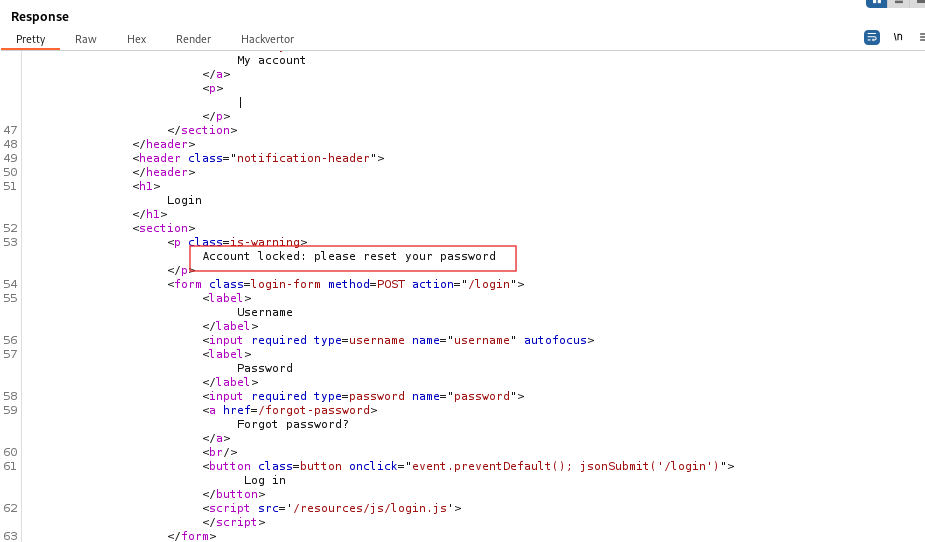 Response
Pretty Raw Hex Render Hackvertor
\n
My account
</a>
<p>
|
</p>
47 </section>
48 </header>
49 <header class="notification-header">
50 </header>
51 <h1>
Login
</h1>
52 <section>
53 <p class=is-warning>
Account locked: please reset your password
</p>
54 <form class=login-form method=POST action="/login">
55 <label>
Username
</label>
56 <input required type=username name="username" autofocus>
57 <label>
Password
</label>
58 <input required type=password name="password">
59 <a href=/forgot-password>
Forgot password?
</a>
60 <br/>
61 <button class=button onclick="event.preventDefault(); jsonSubmit('/login')">
Log in
</button>
62 <script src='/resources/js/login.js'>
</script>
63 </form>